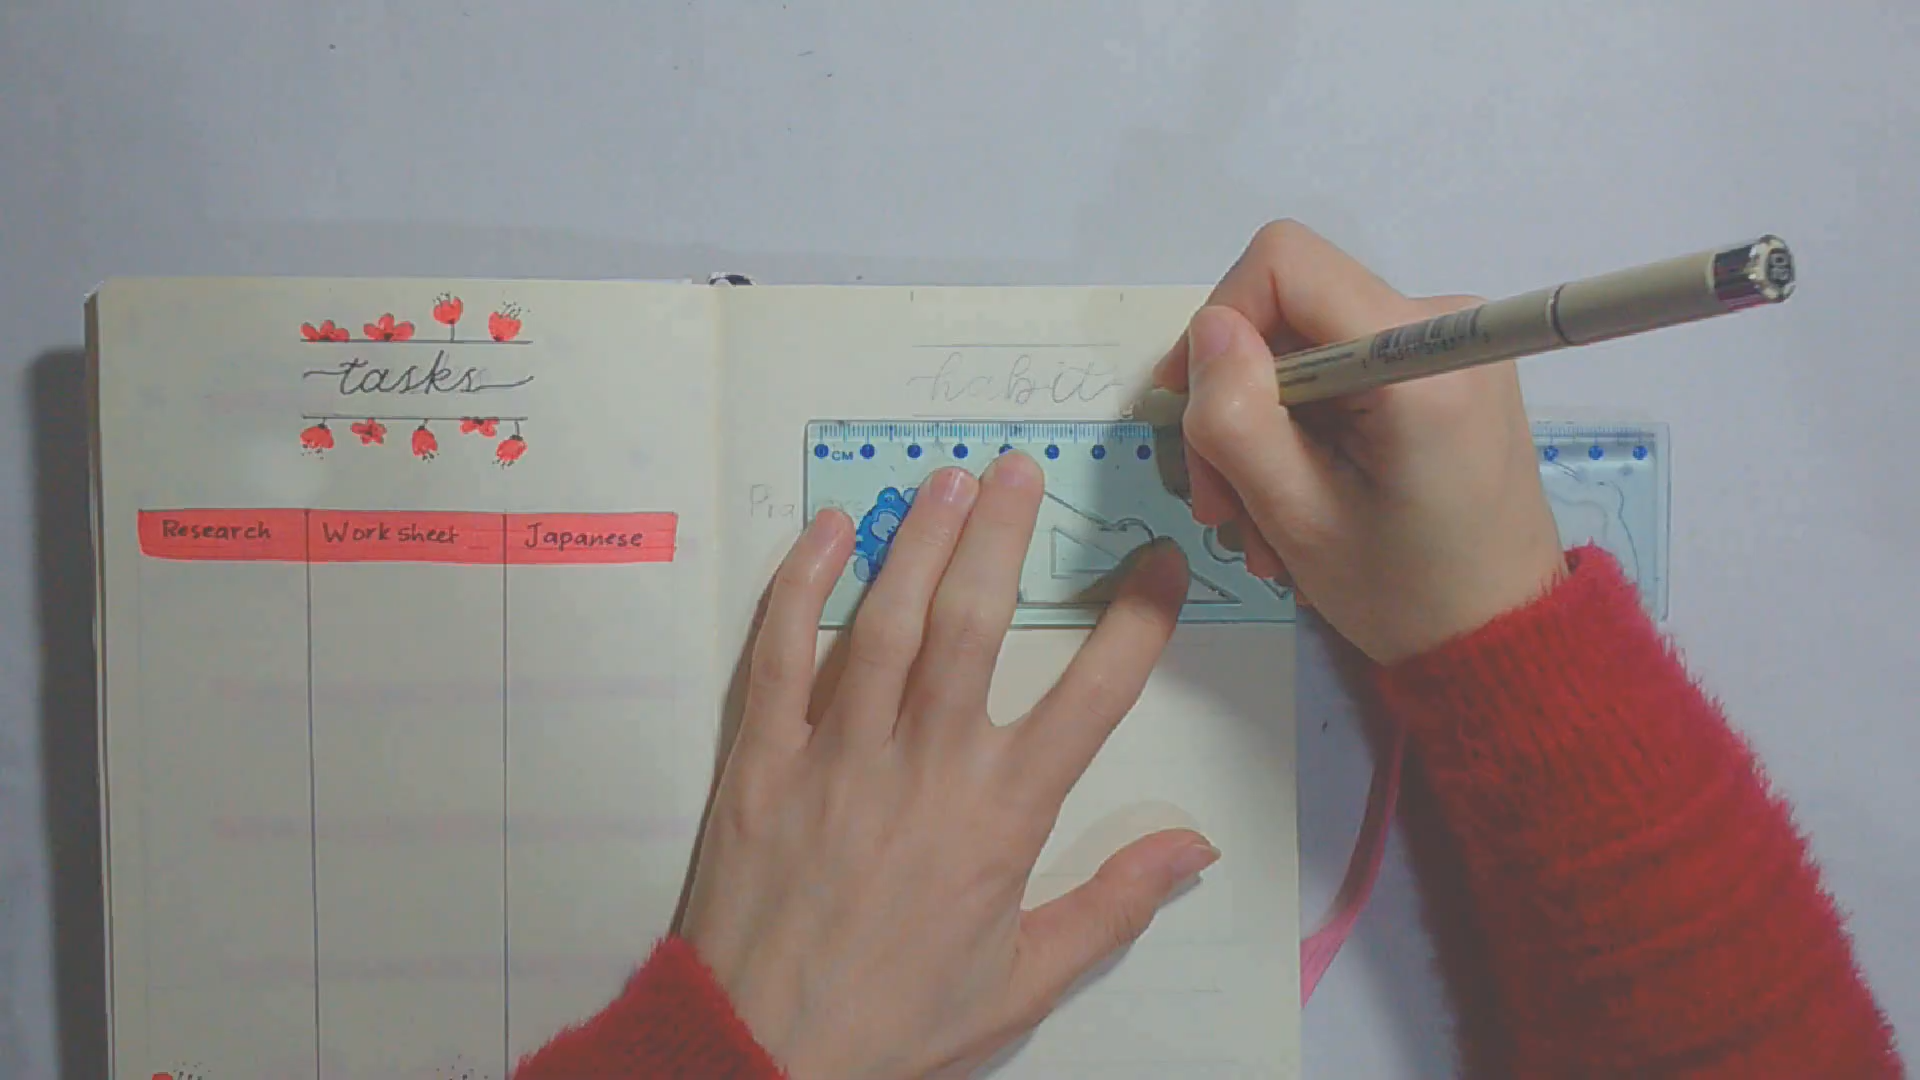 tasks
Research Work sheet Japanese
habit
CM